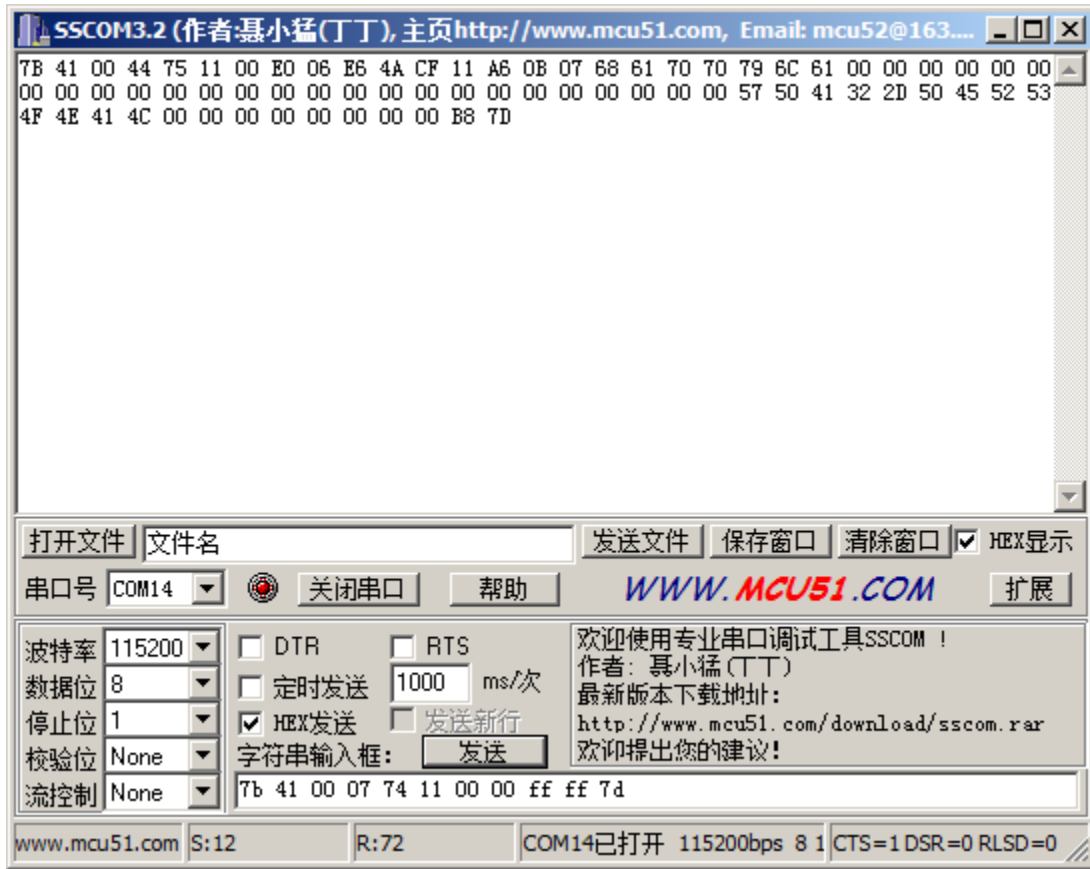 SSCOM3.2 (作者:聂小猛(丁丁), 主页http://www.mcu51.com, Email: mcu52@163....
7B 41 00 44 75 11 00 E0 06 E6 4A CF 11 A6 0B 07 68 61 70 70 79 6C 61 00 00 00 00 00 00
00 00 00 00 00 00 00 00 00 00 00 00 00 00 00 00 00 00 00 00 57 50 41 32 2D 50 45 52 53
4F 4E 41 4C 00 00 00 00 00 00 00 00 B8 7D
打开文件 文件名 发送文件 保存窗口 清除窗口 HEX显示
串口号 COM14 关闭串口 帮助 WWW.MCU51.COM 扩展
波特率 115200 DTR RTS
数据位 8 定时发送 1000 ms/次
停止位 1 HEX发送 发送新行
校验位 None 字符串输入框: 发送
流控制 None 7b 41 00 07 74 11 00 00 ff ff 7d
欢迎使用专业串口调试工具SSCOM !
作者: 聂小猛(丁丁)
最新版本下载地址:
http://www.mcu51.com/download/sscom.rar
欢迎提出您的建议!
www.mcu51.com S:12 R:72 COM14已打开 115200bps 8 1 CTS=1 DSR=0 RLSD=0